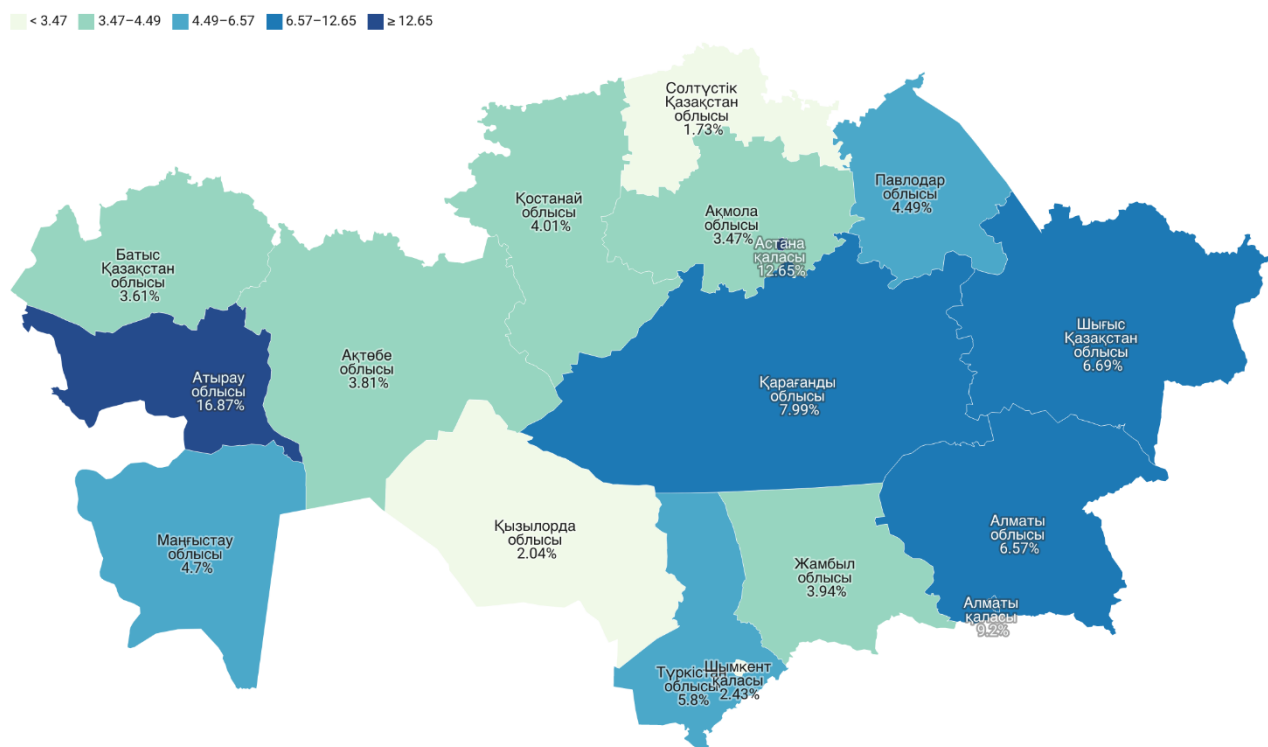 < 3.47 3.47–4.49 4.49–6.57 6.57–12.65 ≥ 12.65
Солтүстік
Қазақстан
облысы
1.73%
Қостанай
облысы
4.01%
Павлодар
облысы
4.49%
Ақмола
облысы
3.47%
Астана
қаласы
12.65%
Батыс
Қазақстан
облысы
3.61%
Шығыс
Қазақстан
облысы
6.69%
Ақтөбе
облысы
3.81%
Атырау
облысы
16.87%
Қарағанды
облысы
7.99%
Қызылорда
облысы
2.04%
Алматы
облысы
6.57%
Маңғыстау
облысы
4.7%
Жамбыл
облысы
3.94%
Алматы
қаласы
9.2%
Түркістан
облысы
5.8%
Шымкент
қаласы
2.43%